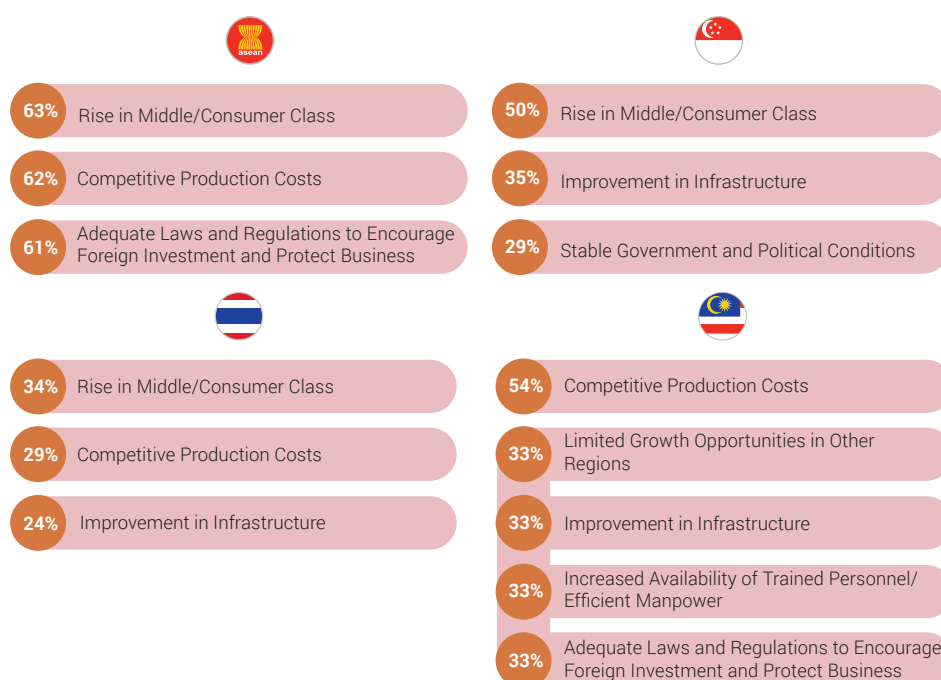 asean
63% Rise in Middle/Consumer Class
62% Competitive Production Costs
61% Adequate Laws and Regulations to Encourage
Foreign Investment and Protect Business
50% Rise in Middle/Consumer Class
35% Improvement in Infrastructure
29% Stable Government and Political Conditions
34% Rise in Middle/Consumer Class
29% Competitive Production Costs
24% Improvement in Infrastructure
54% Competitive Production Costs
33% Limited Growth Opportunities in Other
Regions
33% Improvement in Infrastructure
33% Increased Availability of Trained Personnel/
Efficient Manpower
33% Adequate Laws and Regulations to Encourage
Foreign Investment and Protect Business